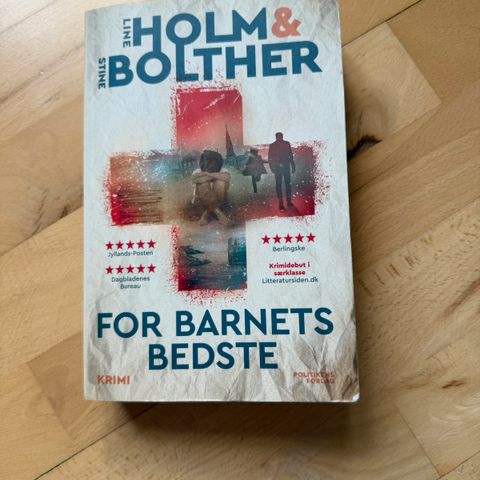 LINE HOLM &
STINE BOLTHER
★★★★★
Jyllands-Posten
★★★★★
Dagbladenes
Bureau
★★★★★
Berlingske
Krimidebut i
særklasse
Litteratursiden.dk
FOR BARNETS
BEDSTE
KRIMI
POLITIKENS
FORLAG